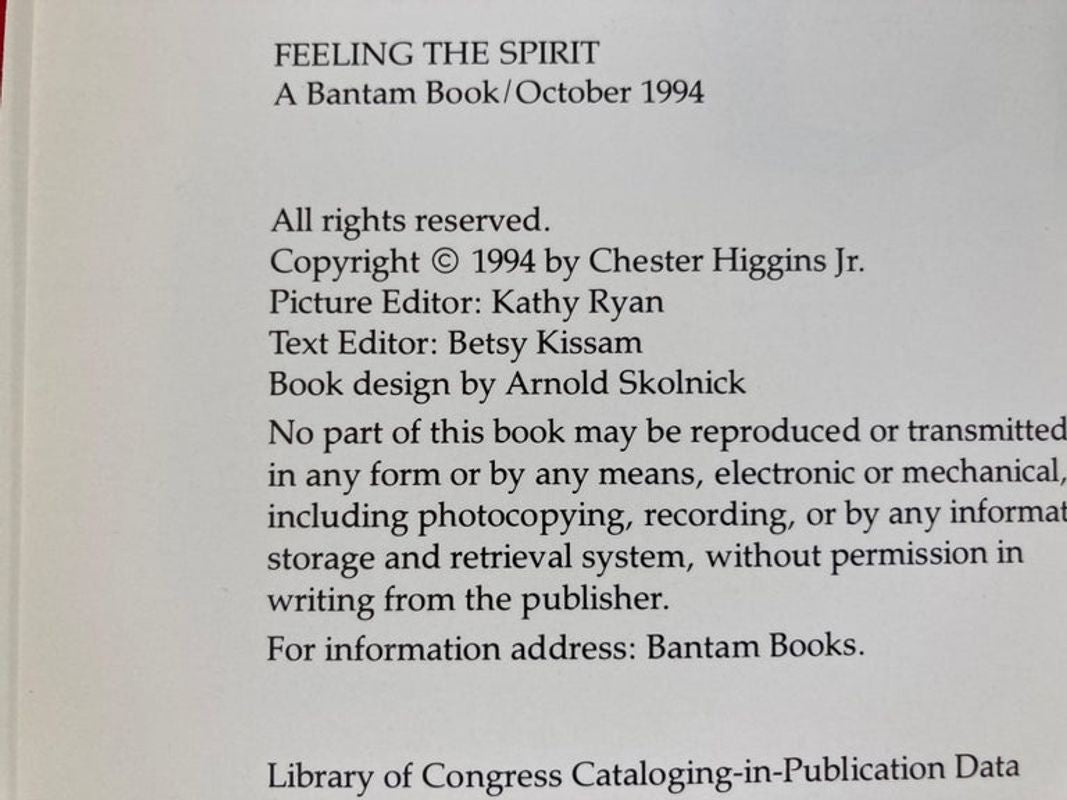 FEELING THE SPIRIT
A Bantam Book/October 1994
All rights reserved.
Copyright © 1994 by Chester Higgins Jr.
Picture Editor: Kathy Ryan
Text Editor: Betsy Kissam
Book design by Arnold Skolnick
No part of this book may be reproduced or transmitted
in any form or by any means, electronic or mechanical,
including photocopying, recording, or by any informat
storage and retrieval system, without permission in
writing from the publisher.
For information address: Bantam Books.
Library of Congress Cataloging-in-Publication Data